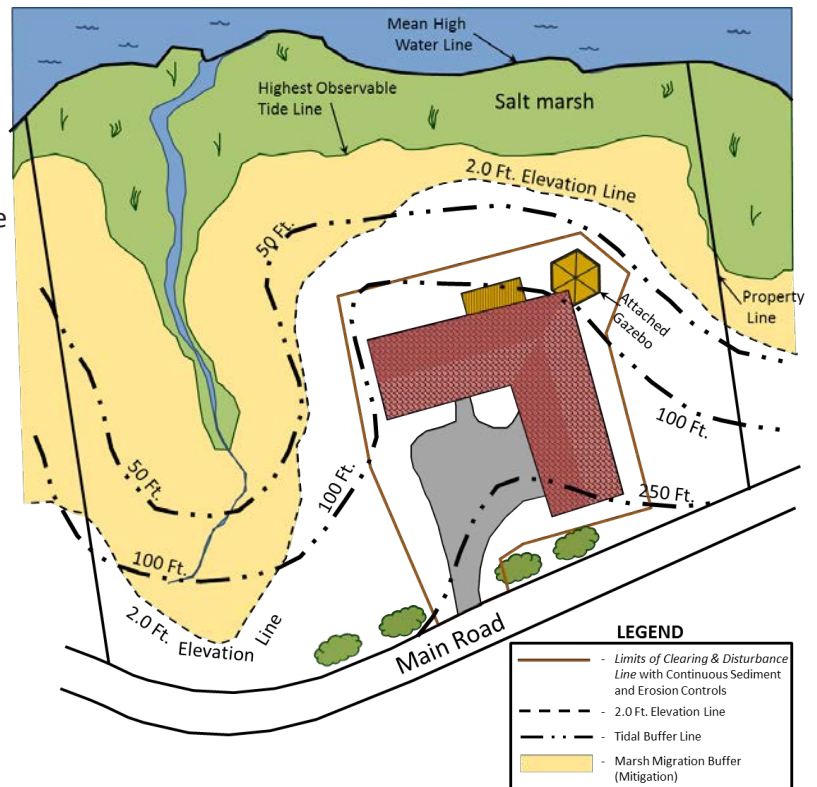 Mean High
Water Line
Highest Observable
Tide Line
Salt marsh
2.0 Ft. Elevation Line
e
50 Ft.
Property
Line
Attached
Gazebo
100 Ft.
50 Ft.
100 Ft.
250 Ft.
100 Ft.
2.0 Ft. Elevation Line
Main Road
LEGEND
- Limits of Clearing & Disturbance
Line with Continuous Sediment
and Erosion Controls
- 2.0 Ft. Elevation Line
- Tidal Buffer Line
- Marsh Migration Buffer
(Mitigation)